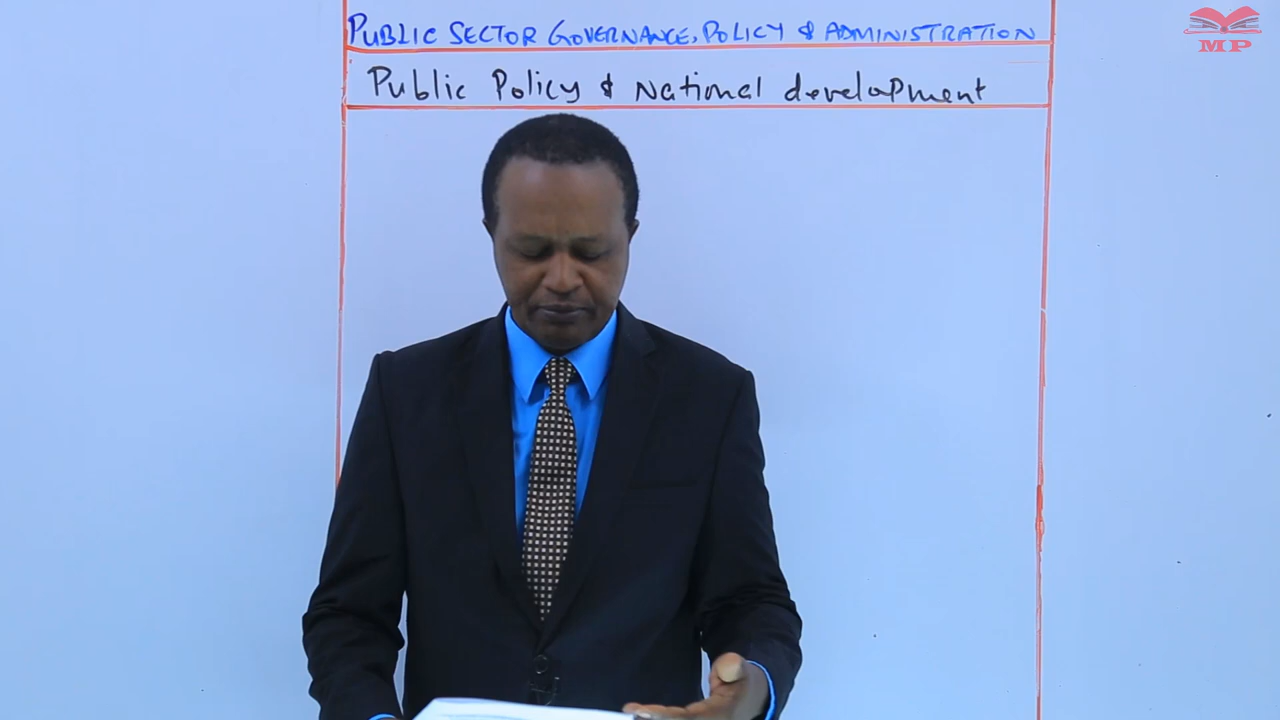 PUBLIC SECTOR GOVERNANCE, POLICY & ADMINISTRATION
Public Policy & National development
MP